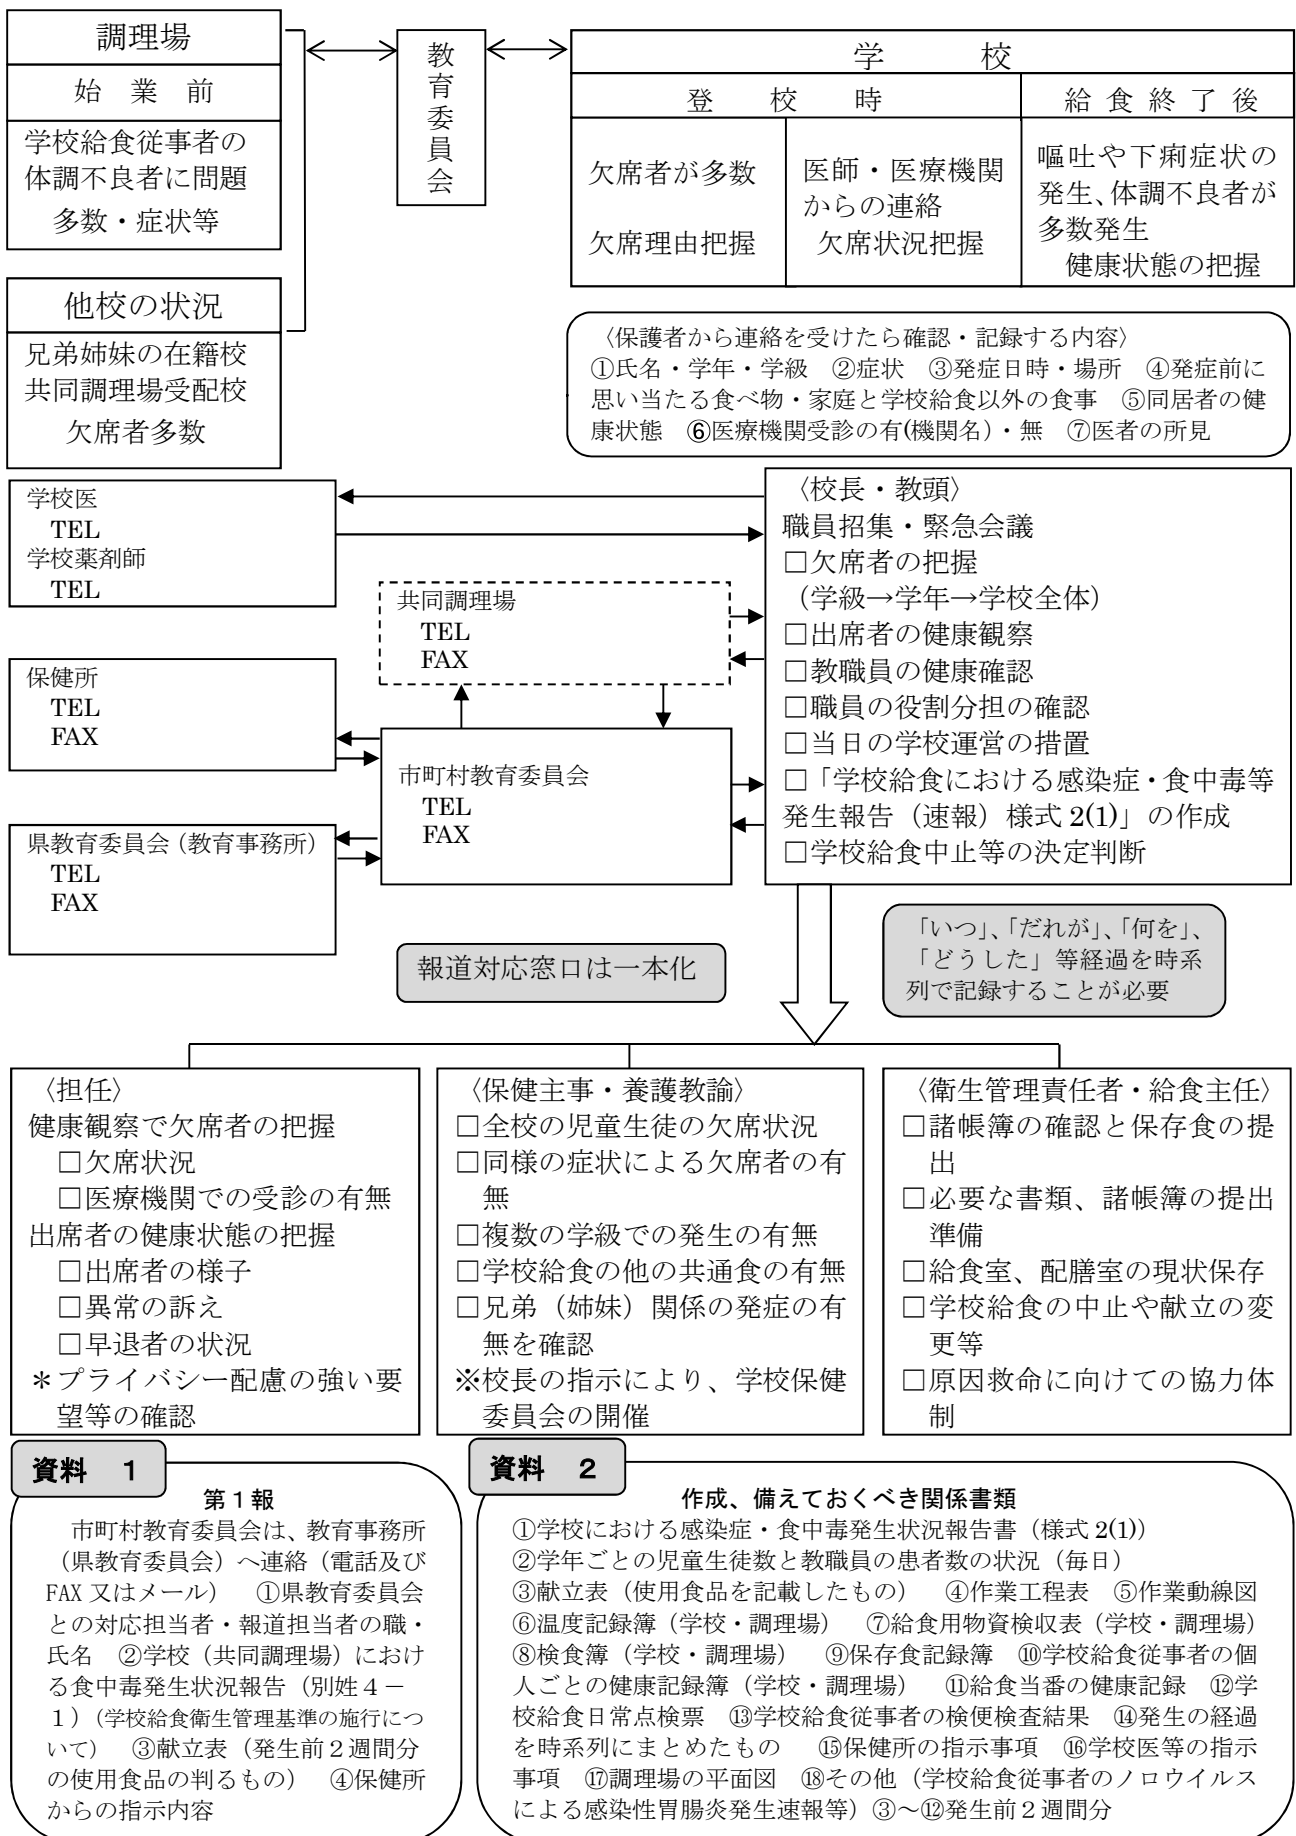 調理場
始業前
学校給食従事者の
体調不良者に問題
多数・症状等
他校の状況
兄弟姉妹の在籍校
共同調理場受配校
欠席者多数
教育委員会
学校
登校時
給食終了後
欠席者が多数
欠席理由把握
医師・医療機関
からの連絡
欠席状況把握
嘔吐や下痢症状の
発生、体調不良者が
多数発生
健康状態の把握
〈保護者から連絡を受けたら確認・記録する内容〉
①氏名・学年・学級　②症状　③発症日時・場所　④発症前に
思い当たる食べ物・家庭と学校給食以外の食事　⑤同居者の健
康状態　⑥医療機関受診の有(機関名)・無　⑦医者の所見
学校医
TEL
学校薬剤師
TEL
共同調理場
TEL
FAX
保健所
TEL
FAX
市町村教育委員会
TEL
FAX
県教育委員会（教育事務所）
TEL
FAX
〈校長・教頭〉
職員招集・緊急会議
□欠席者の把握
（学級→学年→学校全体）
□出席者の健康観察
□教職員の健康確認
□職員の役割分担の確認
□当日の学校運営の措置
□「学校給食における感染症・食中毒等
発生報告（速報）様式 2(1)」の作成
□学校給食中止等の決定判断
報道対応窓口は一本化
「いつ」、「だれが」、「何を」、
「どうした」等経過を時系
列で記録することが必要
〈担任〉
健康観察で欠席者の把握
□欠席状況
□医療機関での受診の有無
出席者の健康状態の把握
□出席者の様子
□異常の訴え
□早退者の状況
＊プライバシー配慮の強い要
望等の確認
〈保健主事・養護教諭〉
□全校の児童生徒の欠席状況
□同様の症状による欠席者の有
無
□複数の学級での発生の有無
□学校給食の他の共通食の有無
□兄弟（姉妹）関係の発症の有
無を確認
※校長の指示により、学校保健
委員会の開催
〈衛生管理責任者・給食主任〉
□諸帳簿の確認と保存食の提
出
□必要な書類、諸帳簿の提出
準備
□給食室、配膳室の現状保存
□学校給食の中止や献立の変
更等
□原因救命に向けての協力体
制
資料　1
第１報
市町村教育委員会は、教育事務所
（県教育委員会）へ連絡（電話及び
FAX 又はメール）　①県教育委員会
との対応担当者・報道担当者の職・
氏名　②学校（共同調理場）におけ
る食中毒発生状況報告（別姓４－
１）（学校給食衛生管理基準の施行につ
いて）　③献立表（発生前２週間分
の使用食品の判るもの）　④保健所
からの指示内容
資料　2
作成、備えておくべき関係書類
①学校における感染症・食中毒発生状況報告書（様式 2(1)）
②学年ごとの児童生徒数と教職員の患者数の状況（毎日）
③献立表（使用食品を記載したもの）　④作業工程表　⑤作業動線図
⑥温度記録簿（学校・調理場）　⑦給食用物資検収表（学校・調理場）
⑧検食簿（学校・調理場）　⑨保存食記録簿　⑩学校給食従事者の個
人ごとの健康記録簿（学校・調理場）　⑪給食当番の健康記録　⑫学
校給食日常点検票　⑬学校給食従事者の検便検査結果　⑭発生の経過
を時系列にまとめたもの　⑮保健所の指示事項　⑯学校医等の指示
事項　⑰調理場の平面図　⑱その他（学校給食従事者のノロウイルス
による感染性胃腸炎発生速報等）③～⑫発生前２週間分